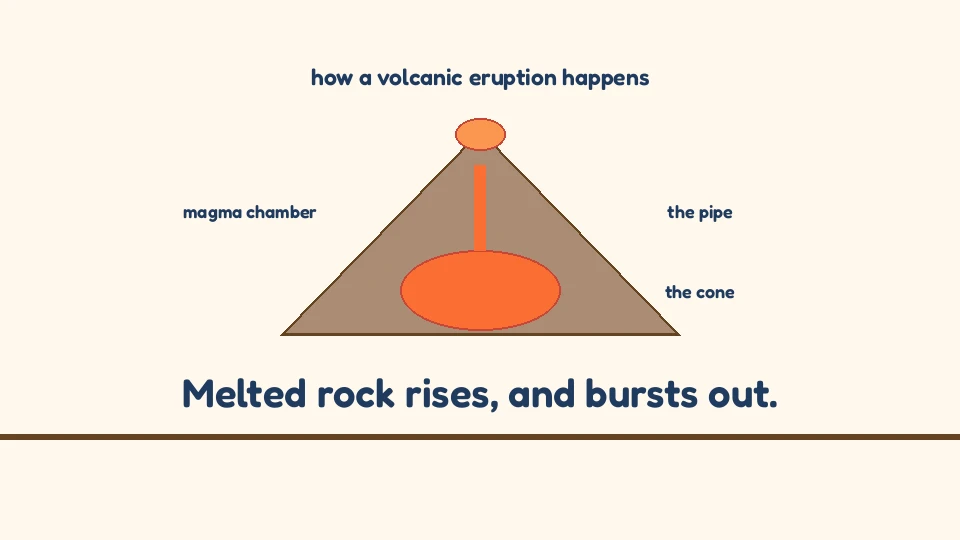 how a volcanic eruption happens
magma chamber
the pipe
the cone
Melted rock rises, and bursts out.